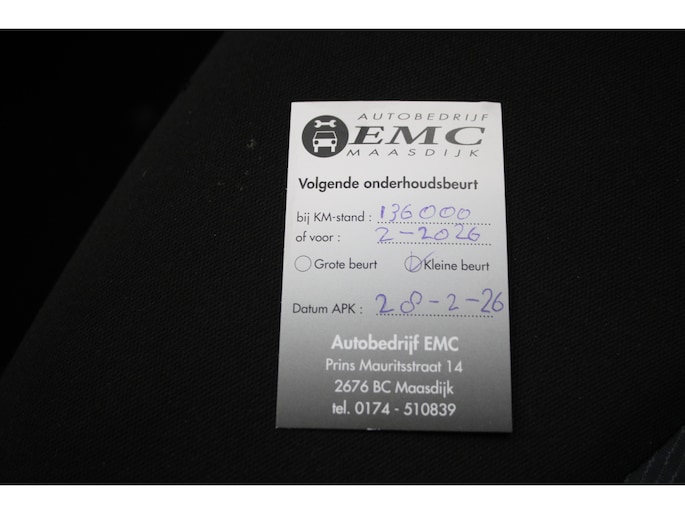 AUTOBEDRIJF
EMC
MAASDIJK
Volgende onderhoudsbeurt
bij KM-stand : 136000
of voor : 2-2026
Grote beurt Kleine beurt
Datum APK : 28-2-26
Autobedrijf EMC
Prins Mauritsstraat 14
2676 BC Maasdijk
tel. 0174 - 510839